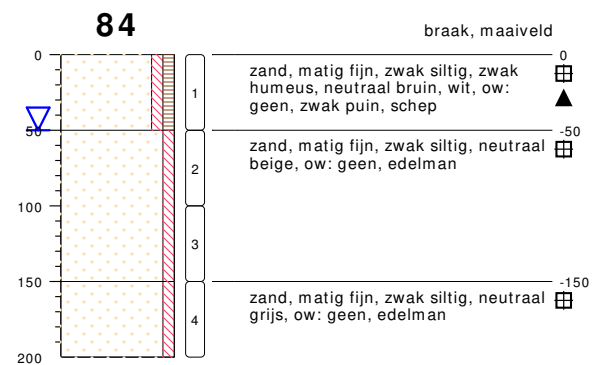 84
braak, maaiveld
0
0
zand, matig fijn, zwak siltig, zwak
humeus, neutraal bruin, wit, ow:
geen, zwak puin, schep
1
50
-50
zand, matig fijn, zwak siltig, neutraal
beige, ow: geen, edelman
2
100
3
150
-150
zand, matig fijn, zwak siltig, neutraal
grijs, ow: geen, edelman
4
200